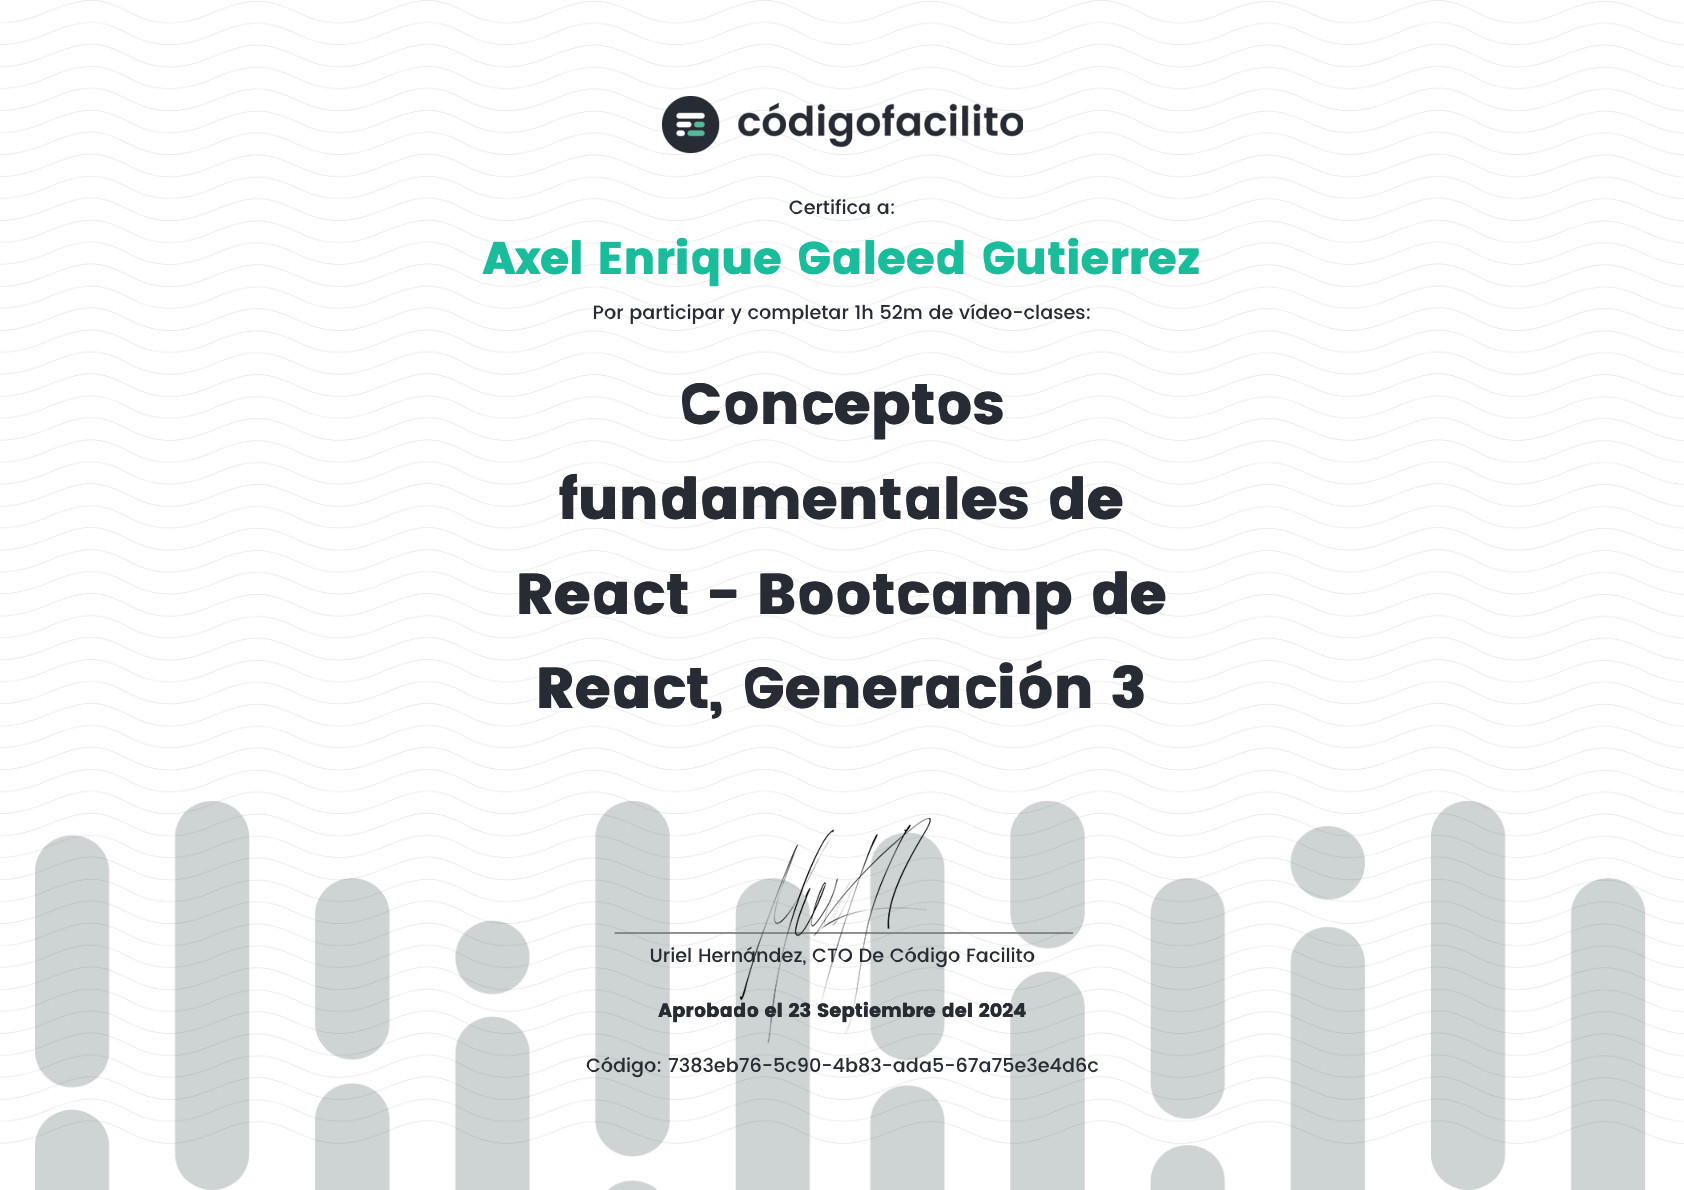 códigofacilito
Certifica a:
Axel Enrique Galeed Gutierrez
Por participar y completar 1h 52m de vídeo-clases:
Conceptos
fundamentales de
React - Bootcamp de
React, Generación 3
Uriel Hernández, CTO De Código Facilito
Aprobado el 23 Septiembre del 2024
Código: 7383eb76-5c90-4b83-ada5-67a75e3e4d6c